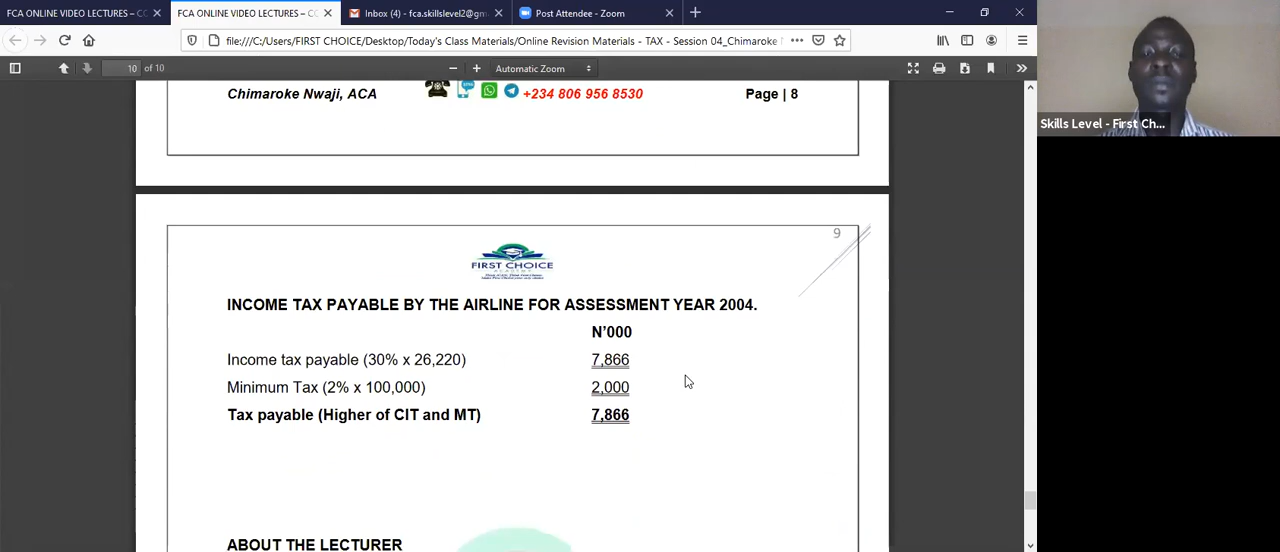 FCA ONLINE VIDEO LECTURES – CO
FCA ONLINE VIDEO LECTURES – CO
Inbox (4) - fca.skillslevel2@gm
Post Attendee - Zoom
file:///C:/Users/FIRST CHOICE/Desktop/Today's Class Materials/Online Revision Materials - TAX - Session 04_Chimaroke
10 of 10
Automatic Zoom
Skills Level - First Ch...
Chimaroke Nwaji, ACA
+234 806 956 8530
Page | 8
9
FIRST CHOICE
ACADEMY
INCOME TAX PAYABLE BY THE AIRLINE FOR ASSESSMENT YEAR 2004.
N’000
Income tax payable (30% x 26,220) 7,866
Minimum Tax (2% x 100,000) 2,000
Tax payable (Higher of CIT and MT) 7,866
ABOUT THE LECTURER